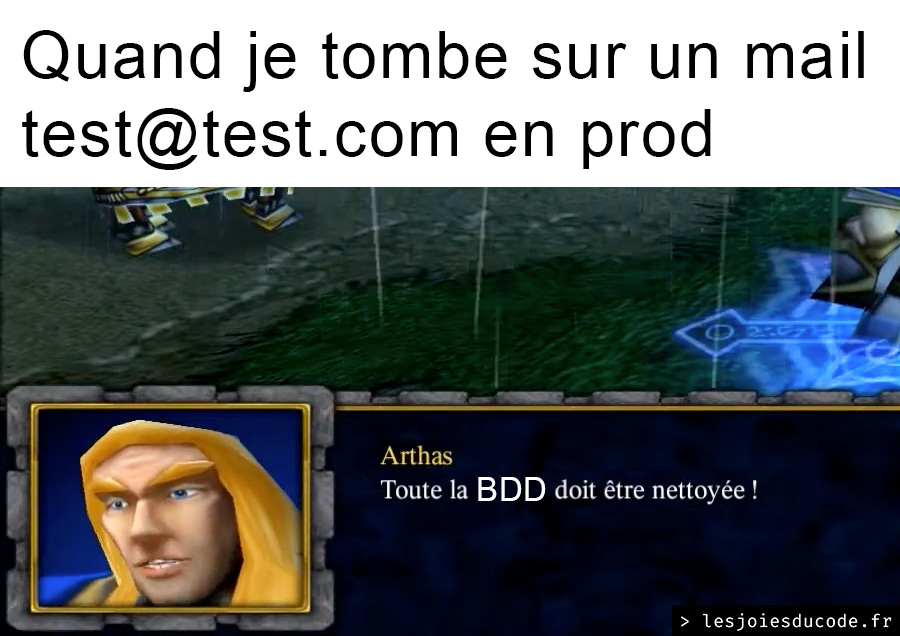 Quand je tombe sur un mail
test@test.com en prod
Arthas
Toute la BDD doit être nettoyée !
> lesjoiesducode.fr